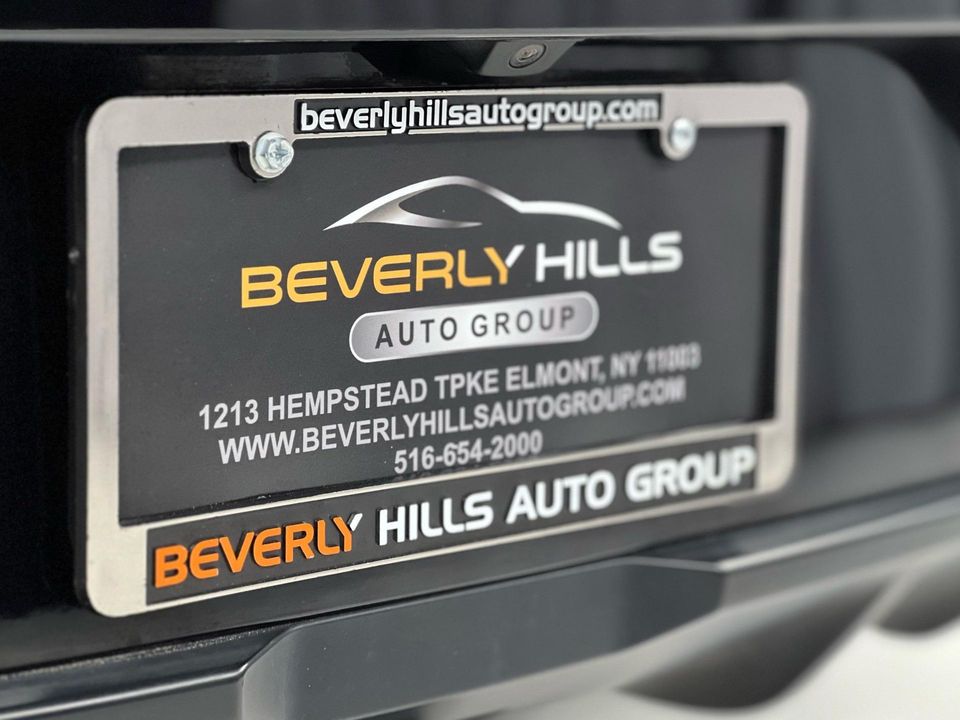 beverlyhillsautogroup.com
BEVERLY HILLS
AUTO GROUP
1213 HEMPSTEAD TPKE ELMONT, NY 11003
WWW.BEVERLYHILLSAUTOGROUP.COM
516-654-2000
BEVERLY HILLS AUTO GROUP